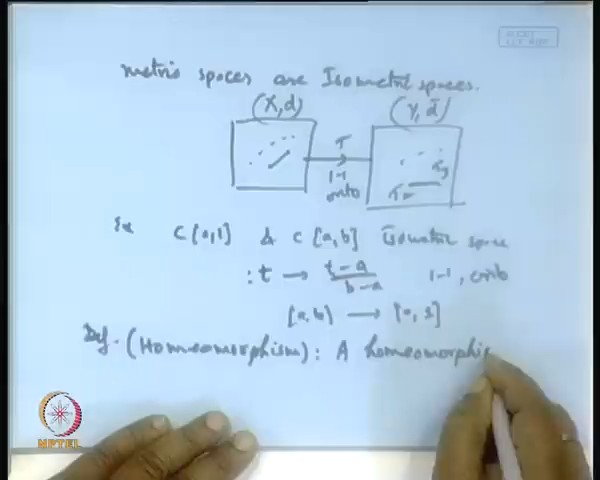 metric spaces are Isometric spaces.
(X, d) (Y, d̄)
T
1-1
onto
Ex C[0,1] & C[a,b] isometric space
: t → t-a / b-a 1-1, onto
[a,b] → [0,1]
Def. (Homeomorphism): A homeomorphis
NPTEL